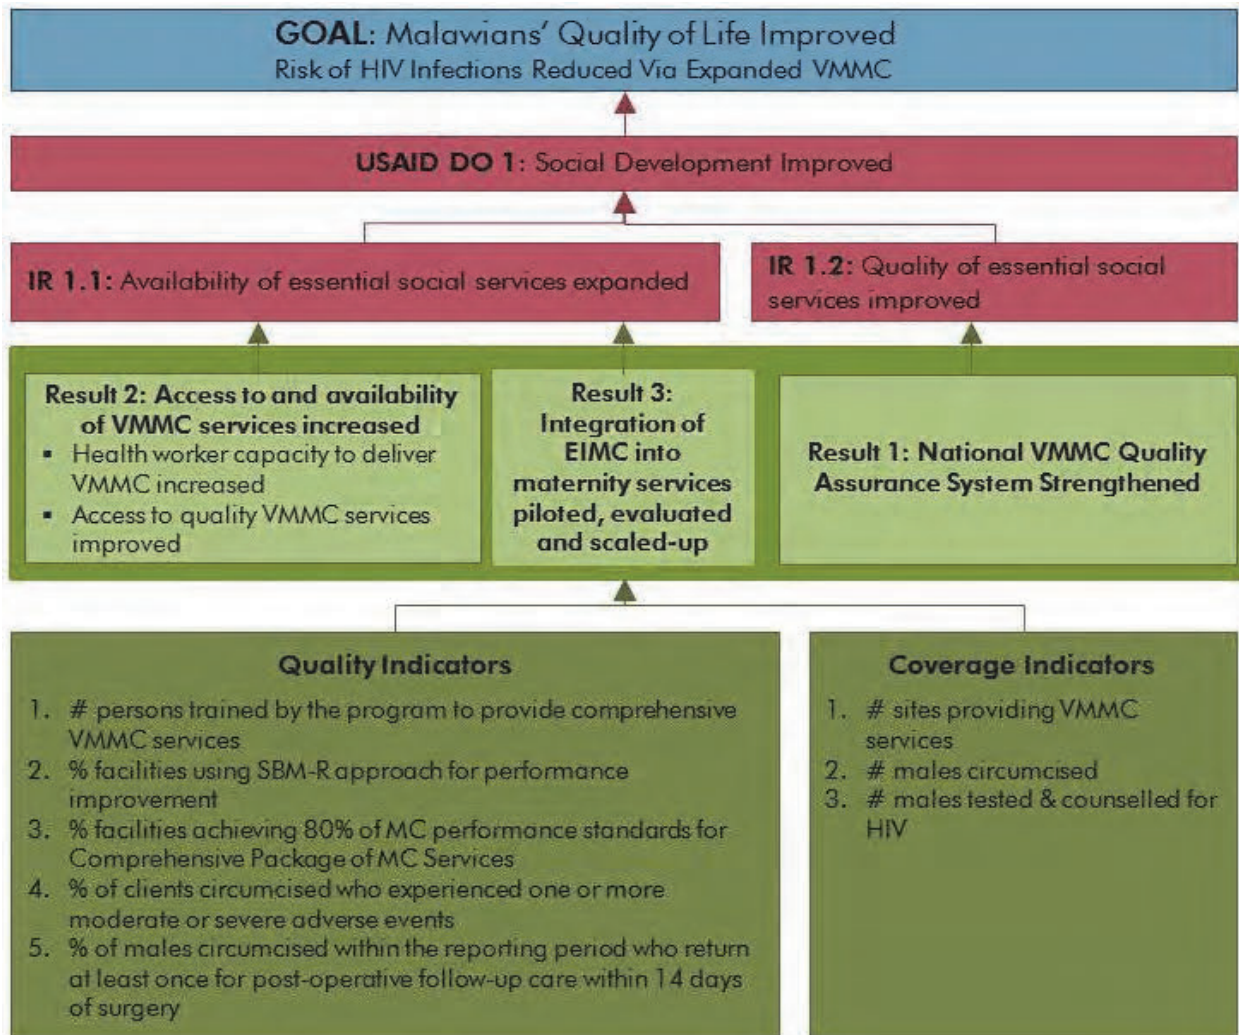 GOAL: Malawians' Quality of Life Improved
Risk of HIV Infections Reduced Via Expanded VMMC
USAID DO 1: Social Development Improved
IR 1.1: Availability of essential social services expanded
IR 1.2: Quality of essential social
services improved
Result 2: Access to and availability
of VMMC services increased
▪ Health worker capacity to deliver
VMMC increased
▪ Access to quality VMMC services
improved
Result 3:
Integration of
EIMC into
maternity services
piloted, evaluated
and scaled-up
Result 1: National VMMC Quality
Assurance System Strengthened
Quality Indicators
1. # persons trained by the program to provide comprehensive
VMMC services
2. % facilities using SBM-R approach for performance
improvement
3. % facilities achieving 80% of MC performance standards for
Comprehensive Package of MC Services
4. % of clients circumcised who experienced one or more
moderate or severe adverse events
5. % of males circumcised within the reporting period who return
at least once for post-operative follow-up care within 14 days
of surgery
Coverage Indicators
1. # sites providing VMMC
services
2. # males circumcised
3. # males tested & counselled for
HIV